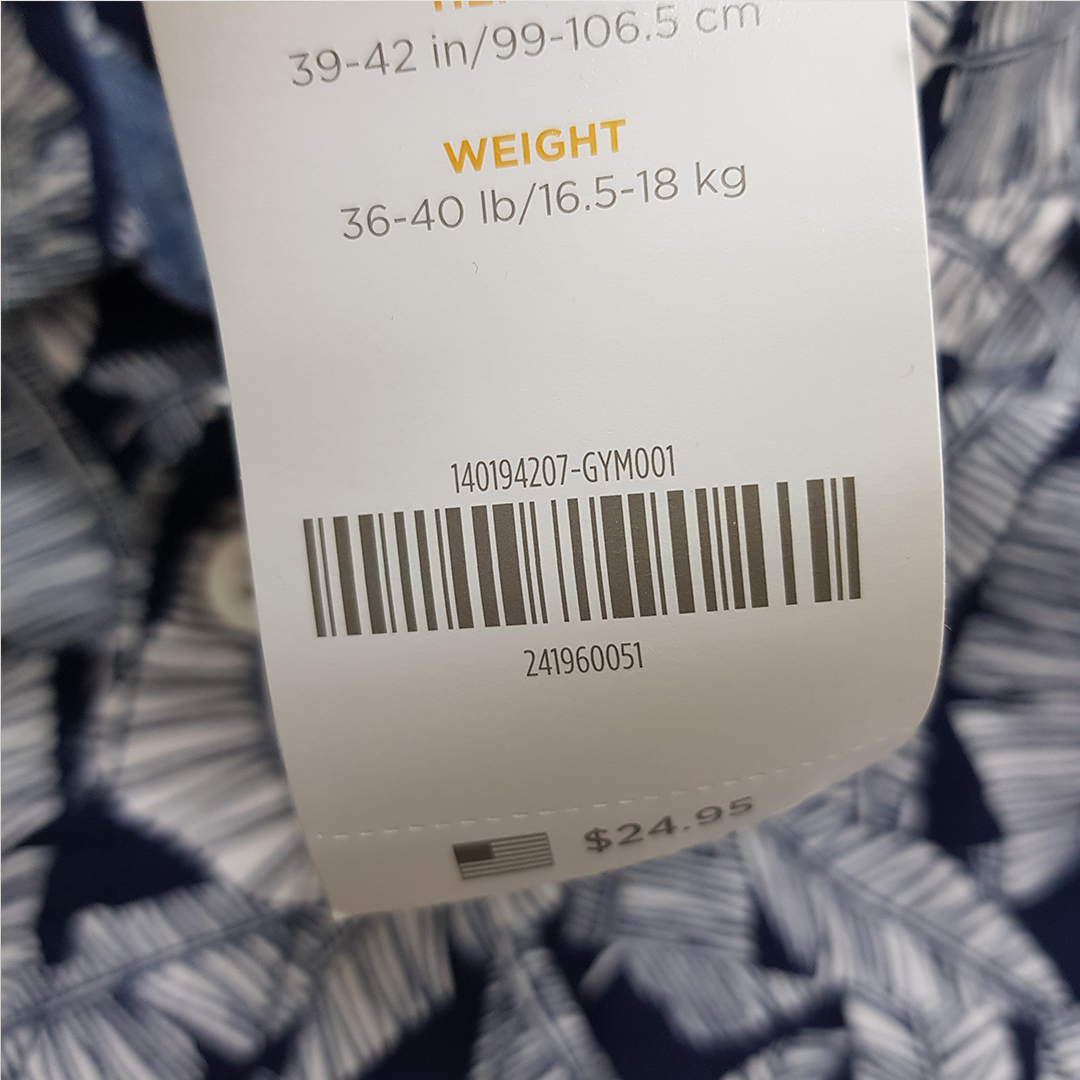 39-42 in/99-106.5 cm
WEIGHT
36-40 lb/16.5-18 kg
140194207-GYM001
241960051
$24.95